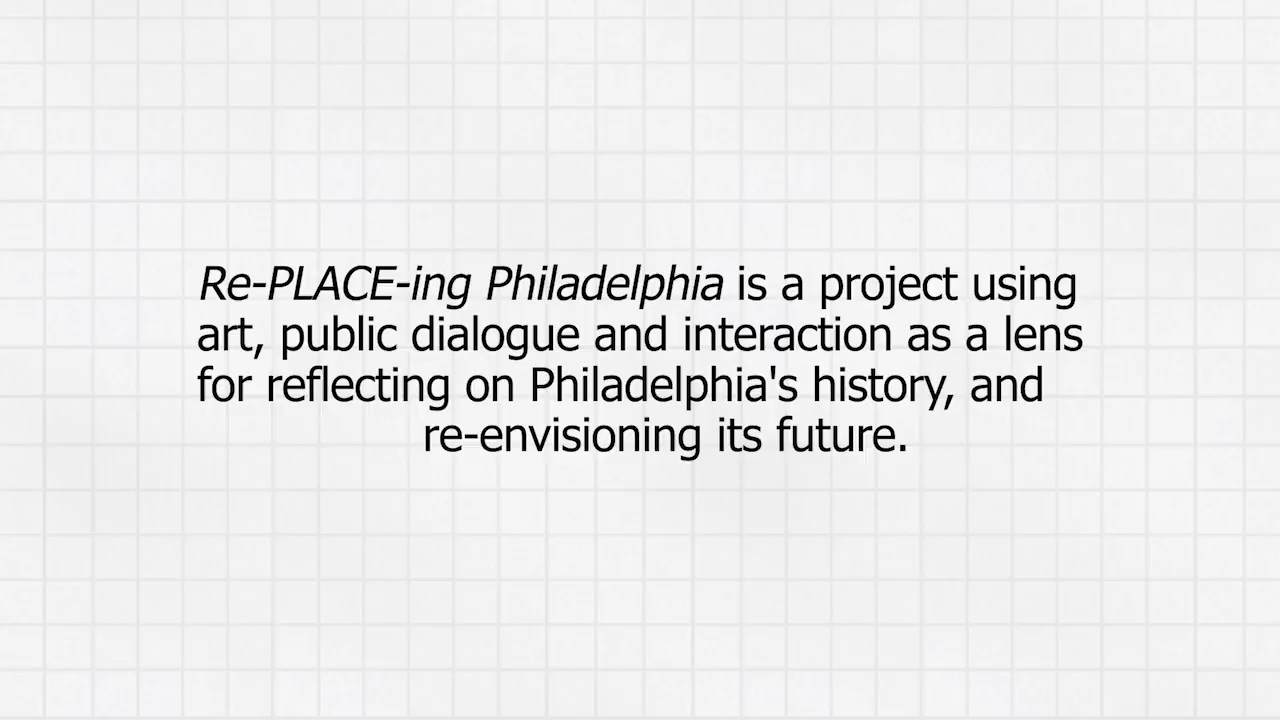 Re-PLACE-ing Philadelphia is a project using
art, public dialogue and interaction as a lens
for reflecting on Philadelphia's history, and
re-envisioning its future.